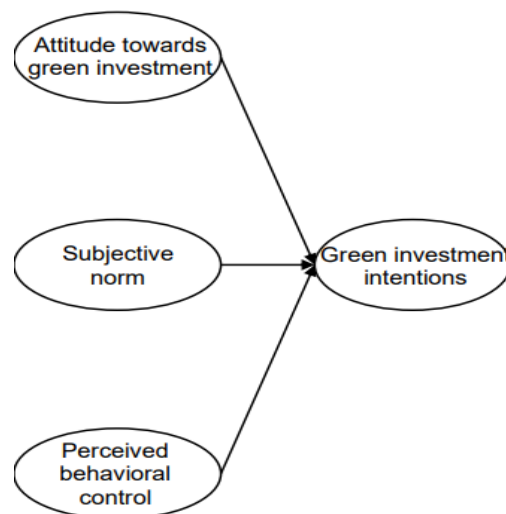 Attitude towards
green investment
Subjective
norm
Green investment
intentions
Perceived
behavioral
control